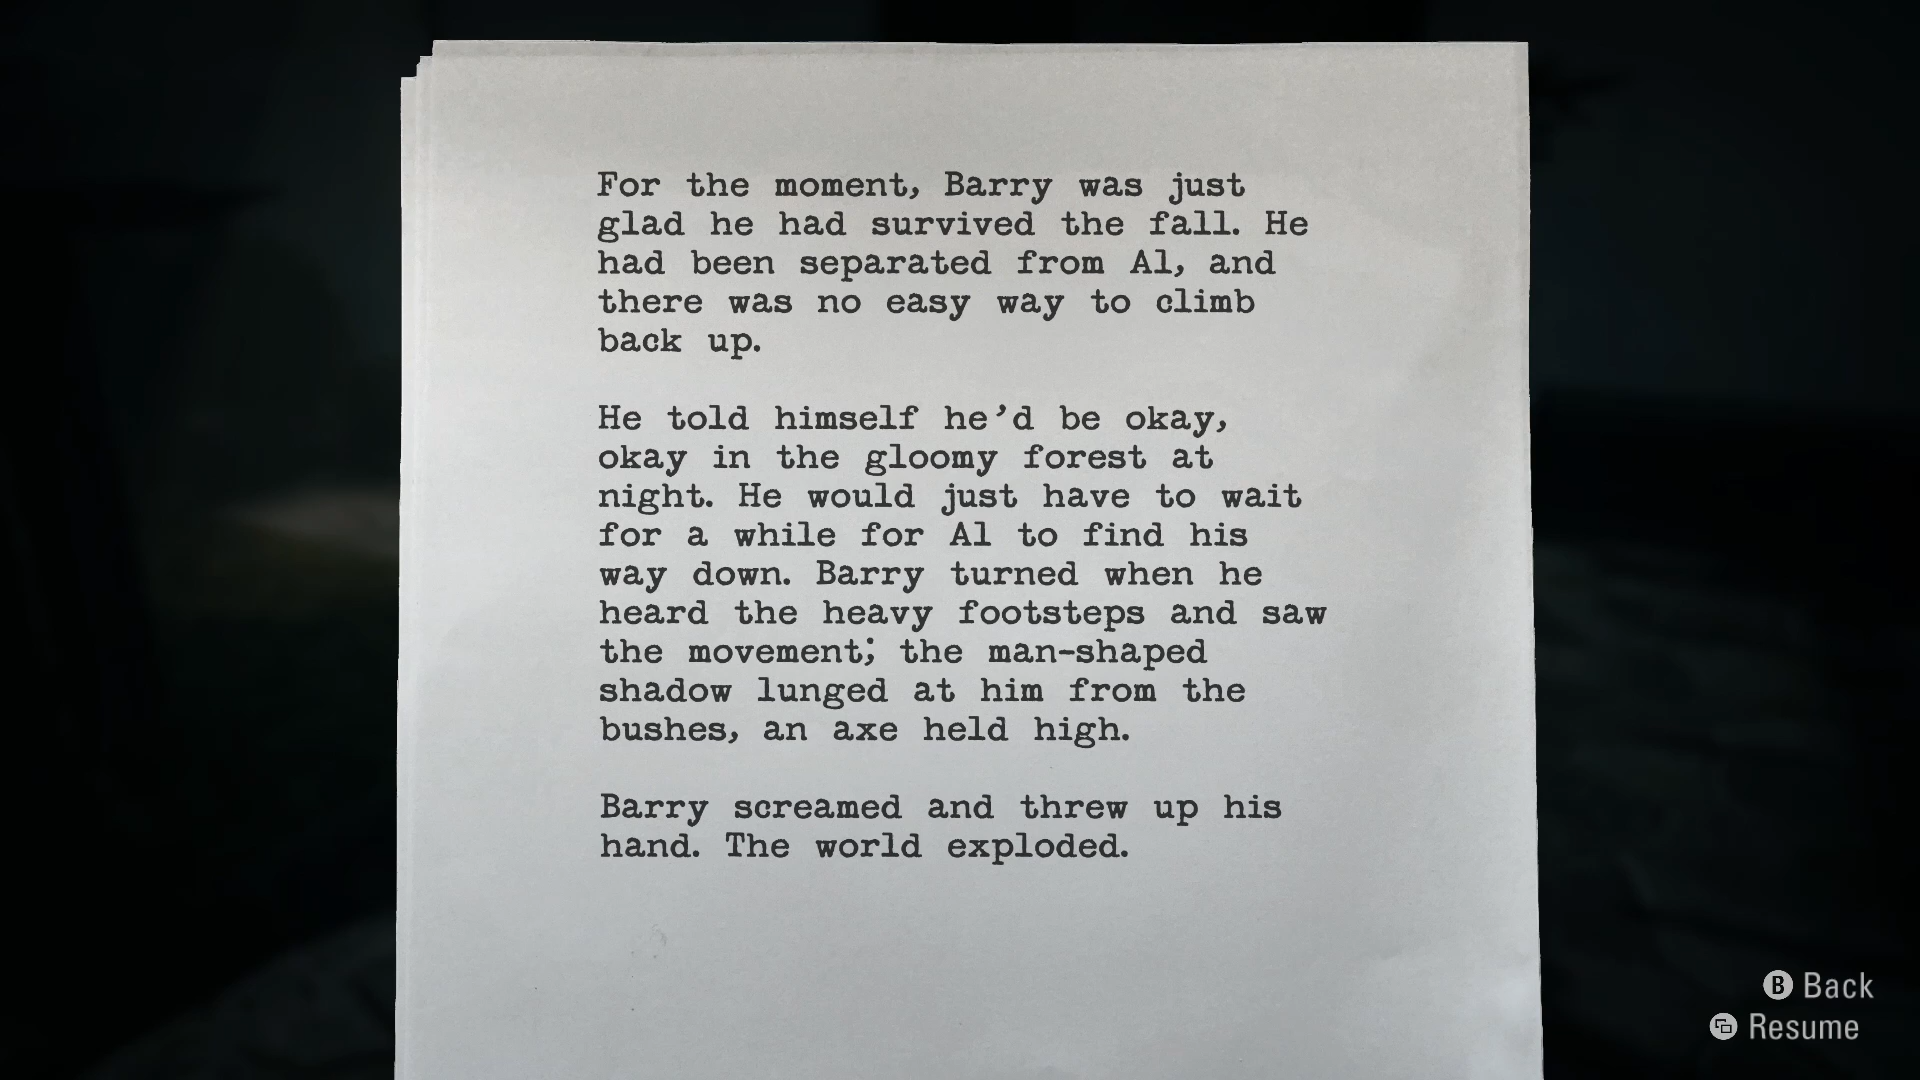 For the moment, Barry was just
glad he had survived the fall. He
had been separated from Al, and
there was no easy way to climb
back up.
He told himself he'd be okay,
okay in the gloomy forest at
night. He would just have to wait
for a while for Al to find his
way down. Barry turned when he
heard the heavy footsteps and saw
the movement; the man-shaped
shadow lunged at him from the
bushes, an axe held high.
Barry screamed and threw up his
hand. The world exploded.
B Back
Resume